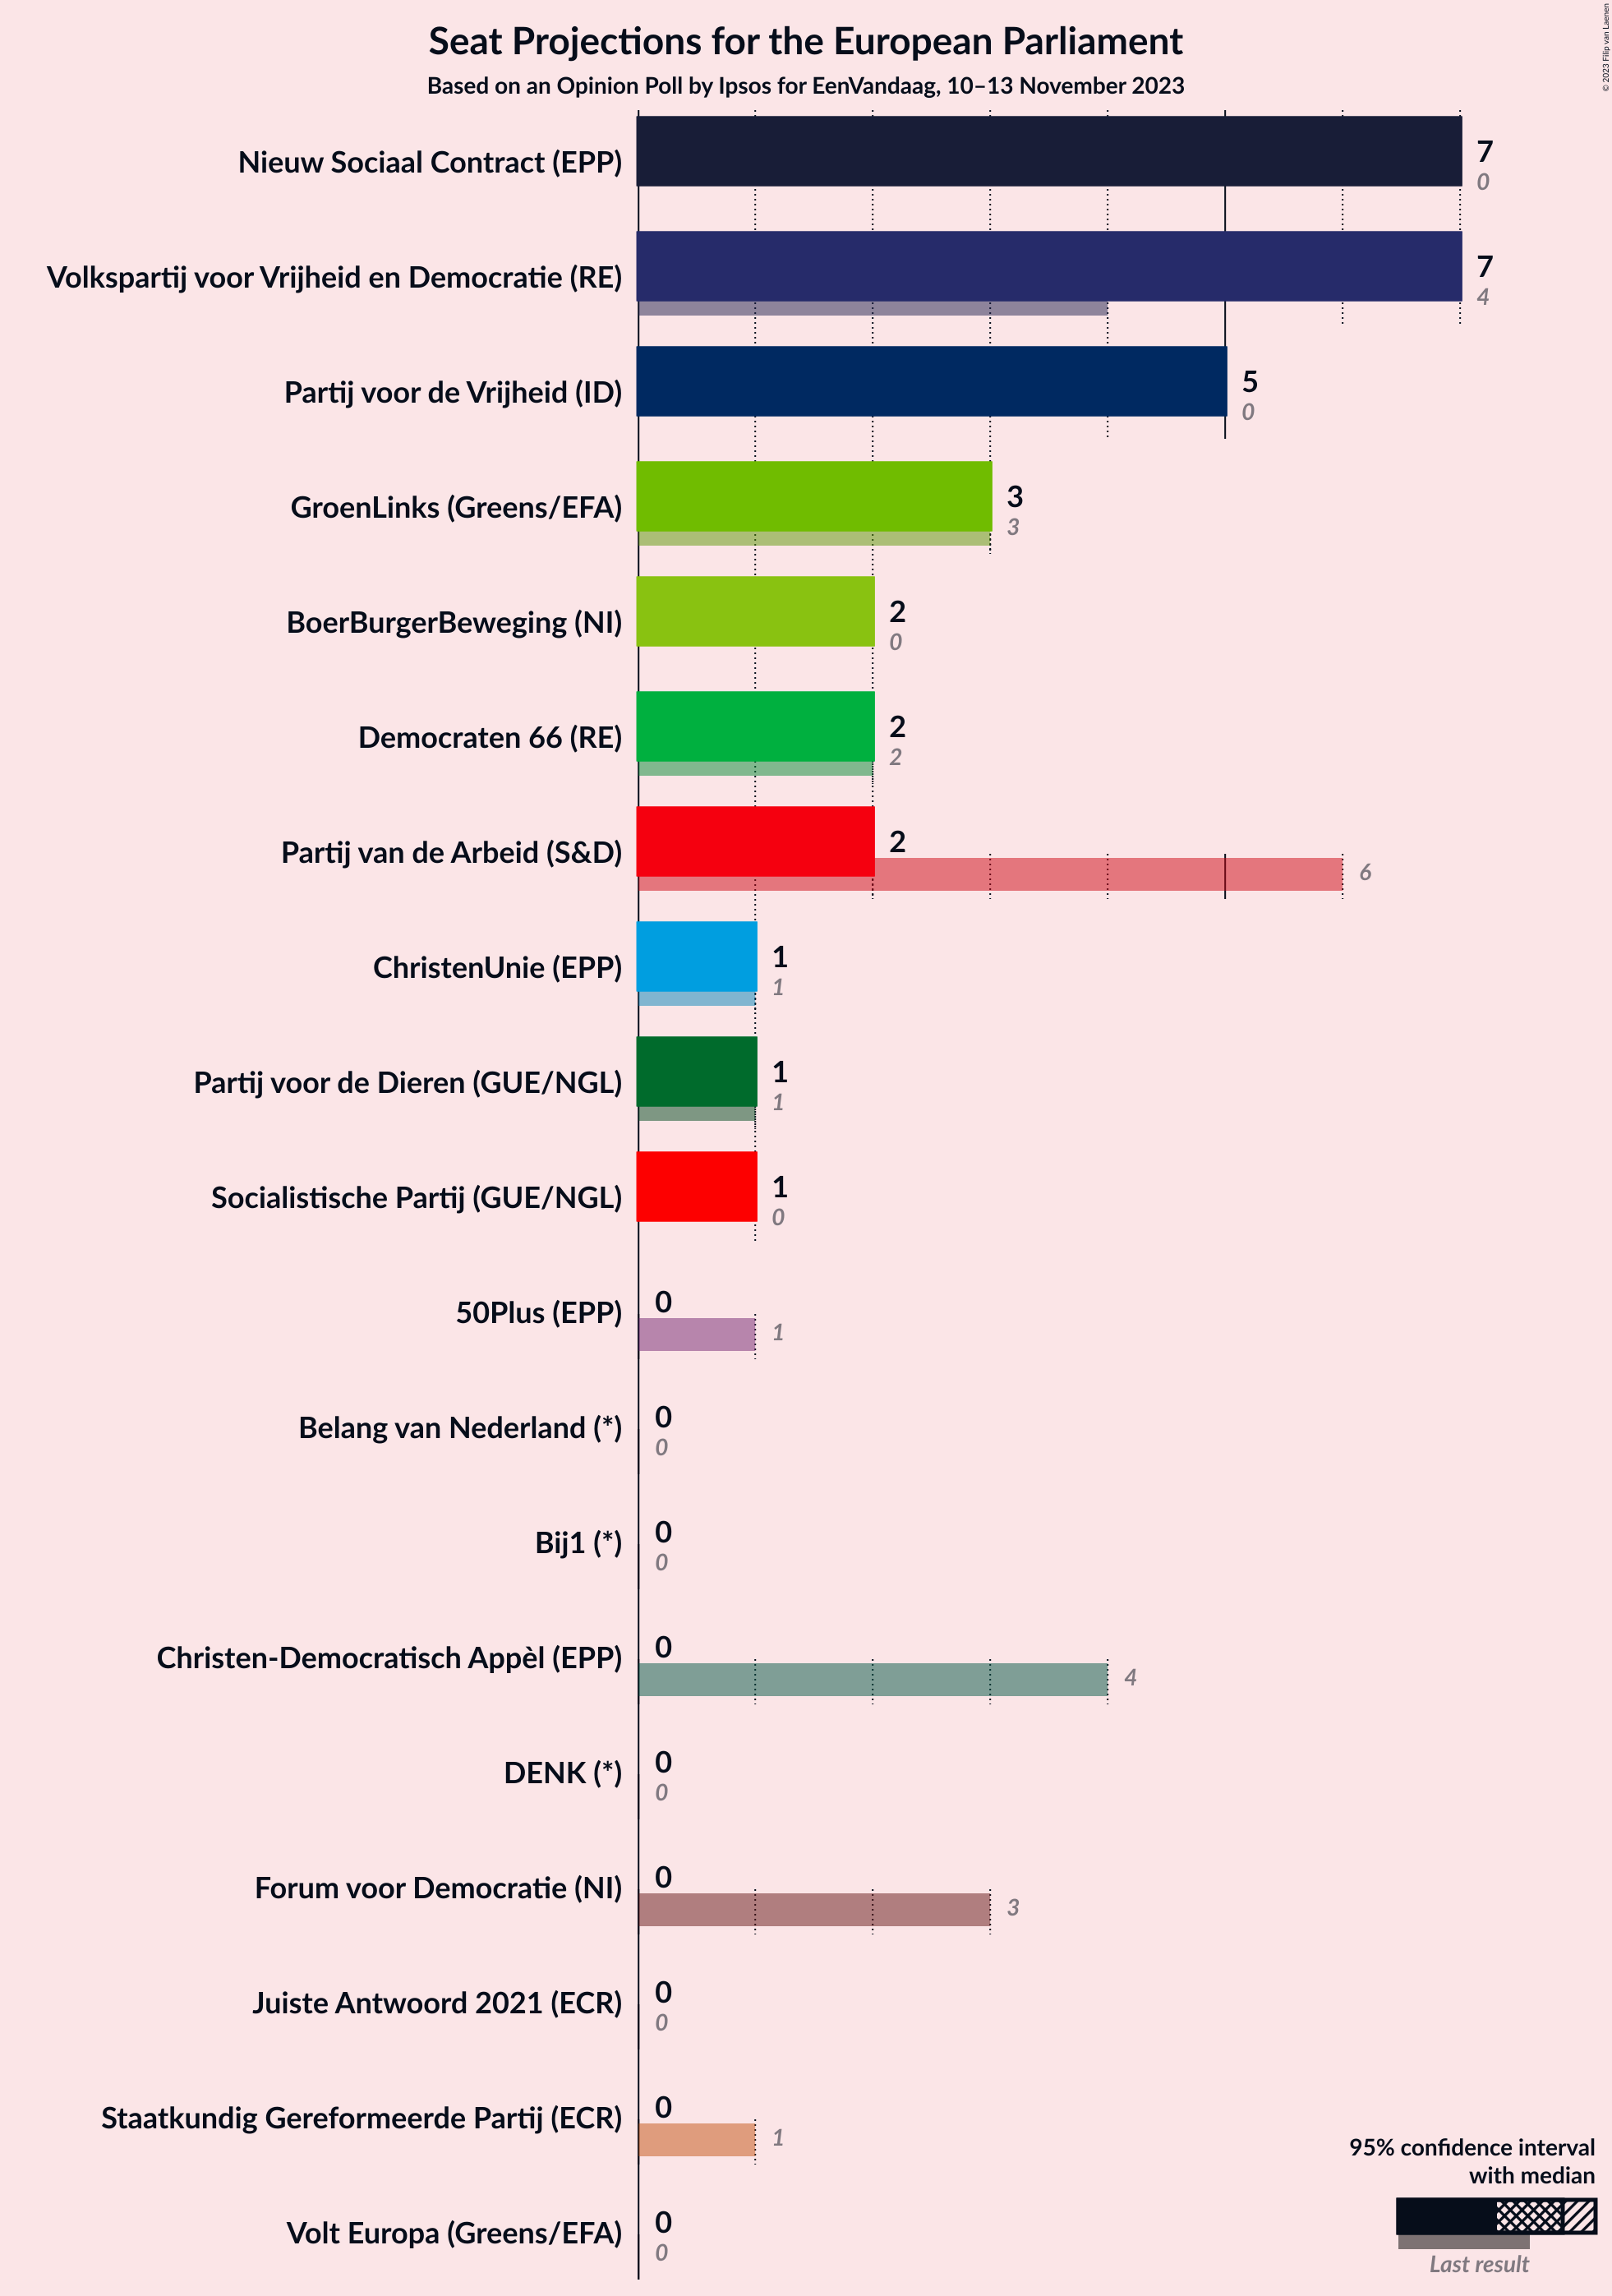 Seat Projections for the European Parliament
Based on an Opinion Poll by Ipsos for EenVandaag, 10–13 November 2023
© 2023 Filip van Laenen
Nieuw Sociaal Contract (EPP)
7
0
Volkspartij voor Vrijheid en Democratie (RE)
7
4
Partij voor de Vrijheid (ID)
5
0
GroenLinks (Greens/EFA)
3
3
BoerBurgerBeweging (NI)
2
0
Democraten 66 (RE)
2
2
Partij van de Arbeid (S&D)
2
6
ChristenUnie (EPP)
1
1
Partij voor de Dieren (GUE/NGL)
1
1
Socialistische Partij (GUE/NGL)
1
0
50Plus (EPP)
0
1
Belang van Nederland (*)
0
0
Bij1 (*)
0
0
Christen-Democratisch Appèl (EPP)
0
4
DENK (*)
0
0
Forum voor Democratie (NI)
0
3
Juiste Antwoord 2021 (ECR)
0
0
Staatkundig Gereformeerde Partij (ECR)
0
1
Volt Europa (Greens/EFA)
0
0
95% confidence interval
with median
Last result